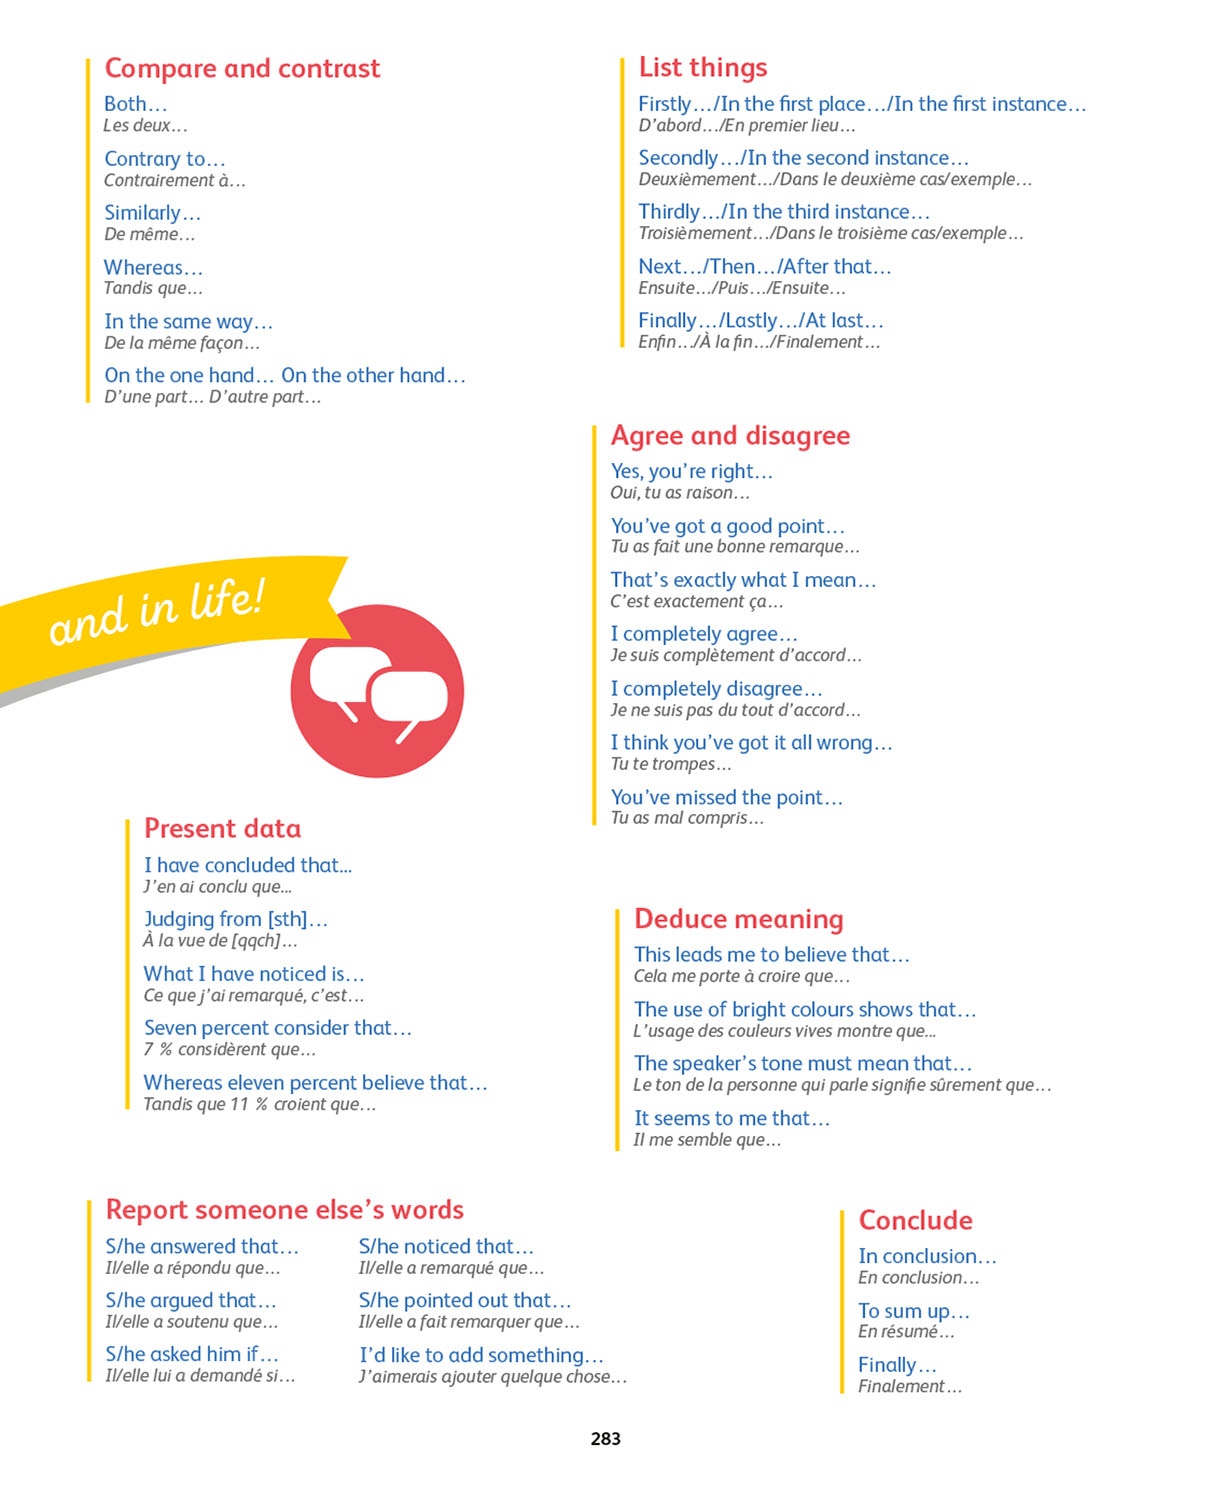 Compare and contrast
Both…
Les deux…
Contrary to…
Contrairement à…
Similarly…
De même…
Whereas…
Tandis que…
In the same way…
De la même façon…
On the one hand… On the other hand…
D’une part… D’autre part…
List things
Firstly…/In the first place…/In the first instance…
D’abord…/En premier lieu…
Secondly…/In the second instance…
Deuxièmement…/Dans le deuxième cas/exemple…
Thirdly…/In the third instance…
Troisièmement…/Dans le troisième cas/exemple…
Next…/Then…/After that…
Ensuite…/Puis…/Ensuite…
Finally…/Lastly…/At last…
Enfin…/À la fin…/Finalement…
Agree and disagree
Yes, you’re right…
Oui, tu as raison…
You’ve got a good point…
Tu as fait une bonne remarque…
That’s exactly what I mean…
C’est exactement ça…
I completely agree…
Je suis complètement d’accord…
I completely disagree…
Je ne suis pas du tout d’accord…
I think you’ve got it all wrong…
Tu te trompes…
You’ve missed the point…
Tu as mal compris…
and in life!
Present data
I have concluded that...
J’en ai conclu que...
Judging from [sth]…
À la vue de [qqch]…
What I have noticed is…
Ce que j’ai remarqué, c’est…
Seven percent consider that…
7 % considèrent que…
Whereas eleven percent believe that…
Tandis que 11 % croient que…
Deduce meaning
This leads me to believe that…
Cela me porte à croire que…
The use of bright colours shows that…
L’usage des couleurs vives montre que...
The speaker’s tone must mean that…
Le ton de la personne qui parle signifie sûrement que…
It seems to me that…
Il me semble que…
Report someone else’s words
S/he answered that…
Il/elle a répondu que…
S/he argued that…
Il/elle a soutenu que…
S/he asked him if…
Il/elle lui a demandé si…
S/he noticed that…
Il/elle a remarqué que…
S/he pointed out that…
Il/elle a fait remarquer que…
I’d like to add something…
J’aimerais ajouter quelque chose…
Conclude
In conclusion…
En conclusion…
To sum up…
En résumé…
Finally…
Finalement…
283